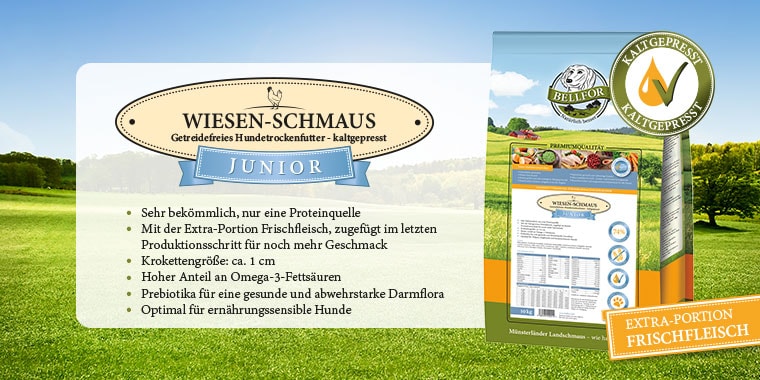 WIESEN-SCHMAUS
Getreidefreies Hundetrockenfutter - kaltgepresst
JUNIOR
• Sehr bekömmlich, nur eine Proteinquelle
• Mit der Extra-Portion Frischfleisch, zugefügt im letzten
Produktionsschritt für noch mehr Geschmack
• Krokettengröße: ca. 1 cm
• Hoher Anteil an Omega-3-Fettsäuren
• Prebiotika für eine gesunde und abwehrstarke Darmflora
• Optimal für ernährungssensible Hunde
KALTGEPRESST
KALTGEPRESST
BELLFOR
PREMIUMQUALITÄT
WIESEN-SCHMAUS
JUNIOR
Münsterländer Landschmaus – wie
EXTRA-PORTION
FRISCHFLEISCH